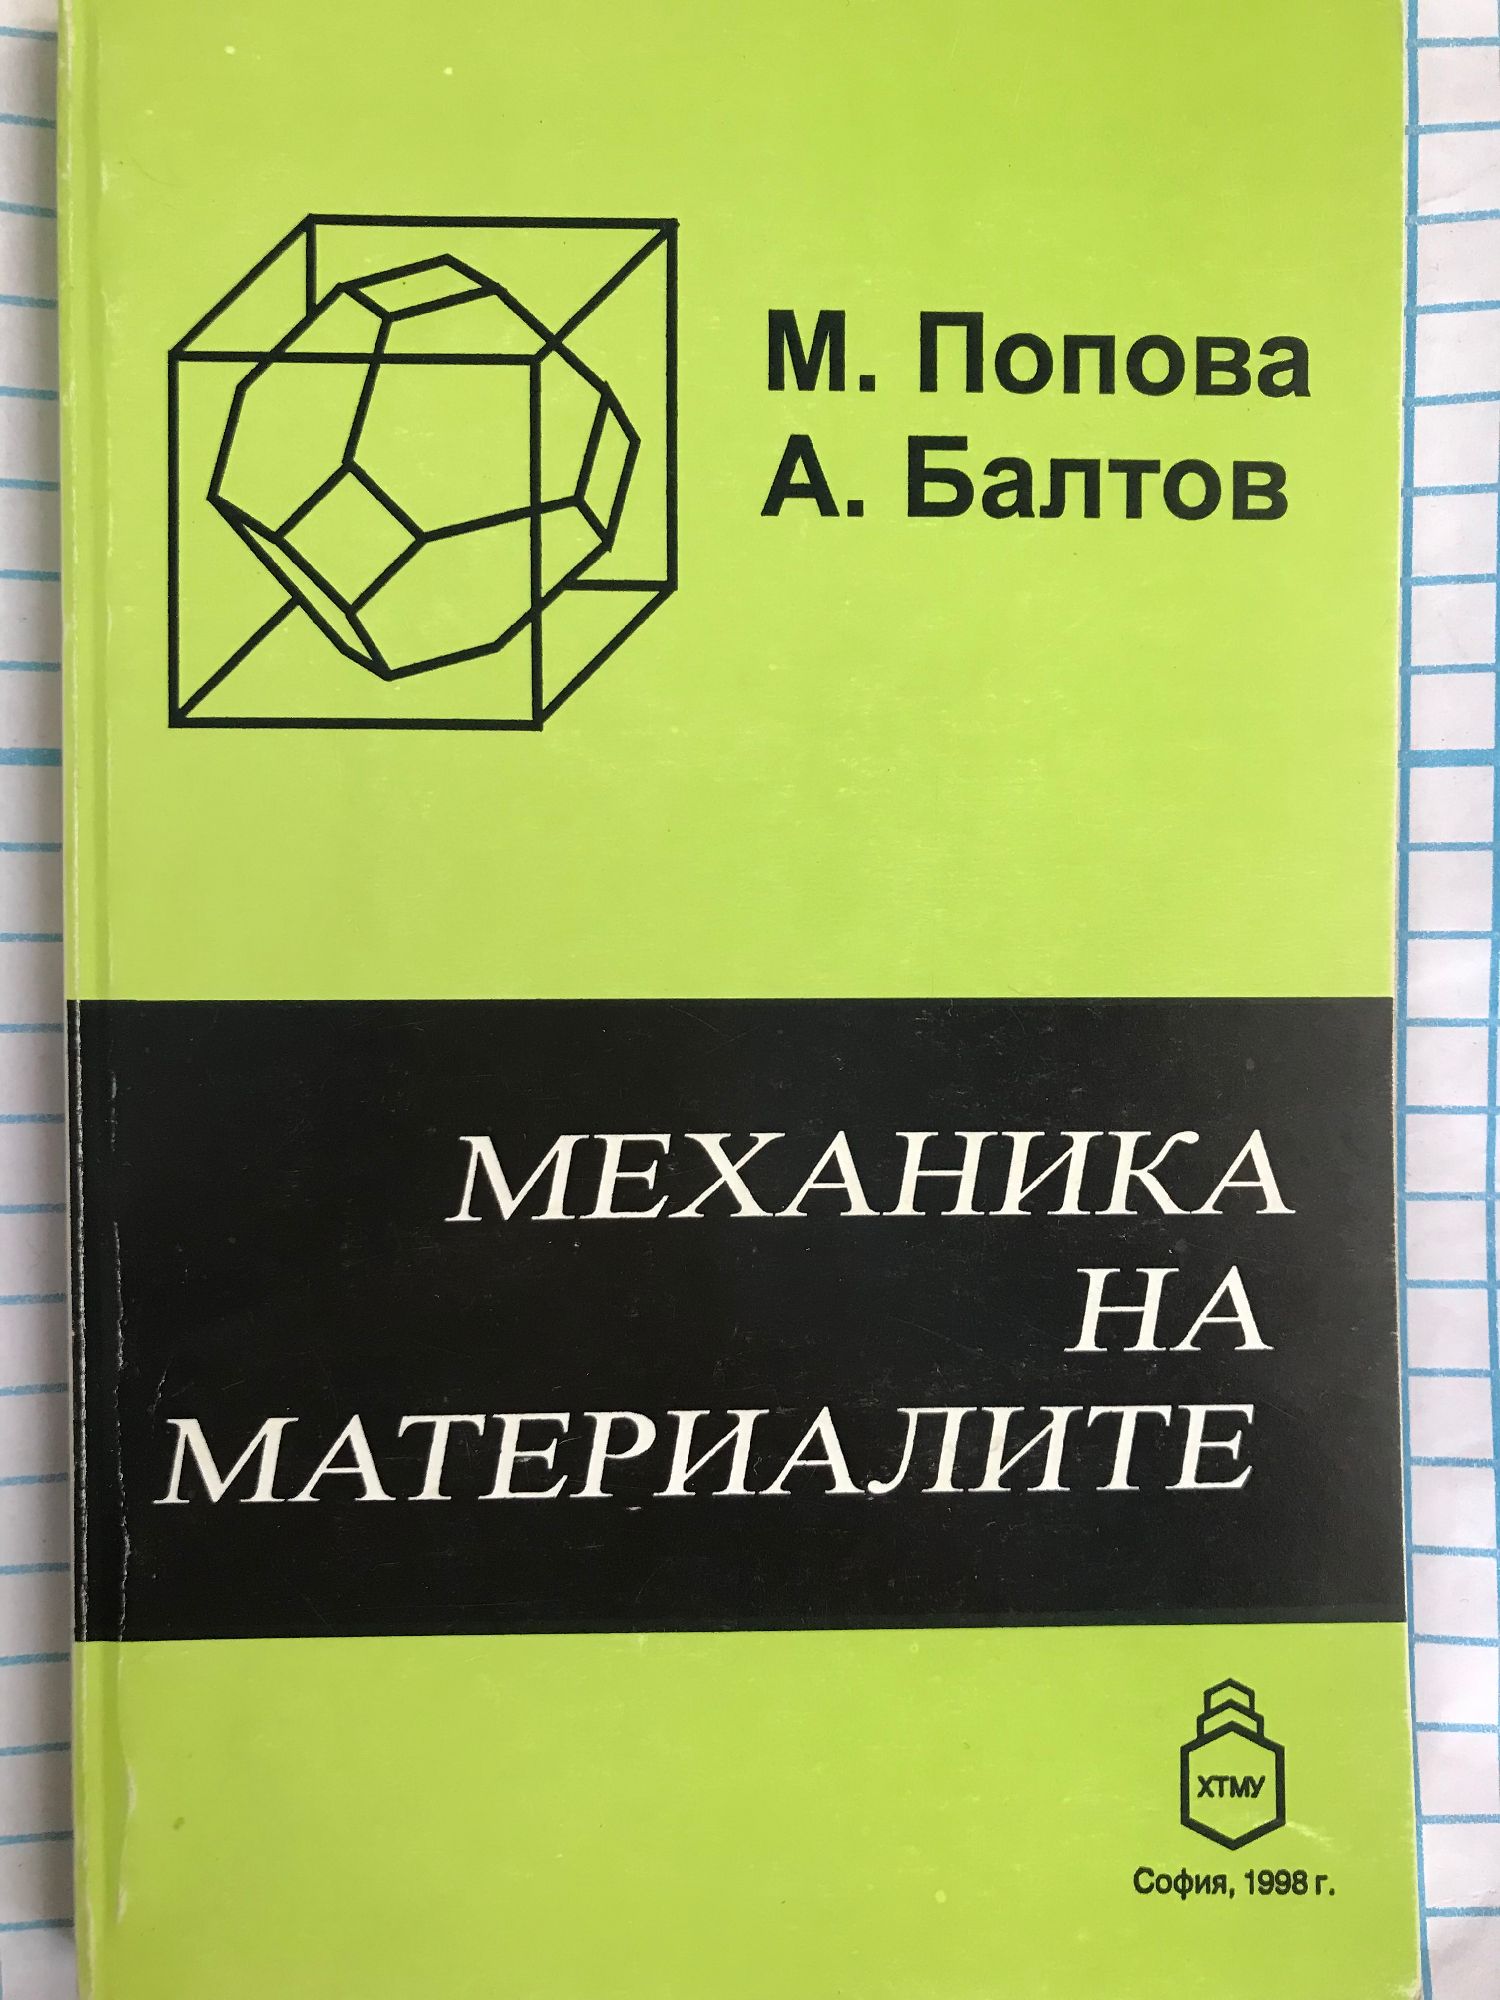 М. Попова
А. Балтов
МЕХАНИКА
НА
МАТЕРИАЛИТЕ
ХТМУ
София, 1998 г.